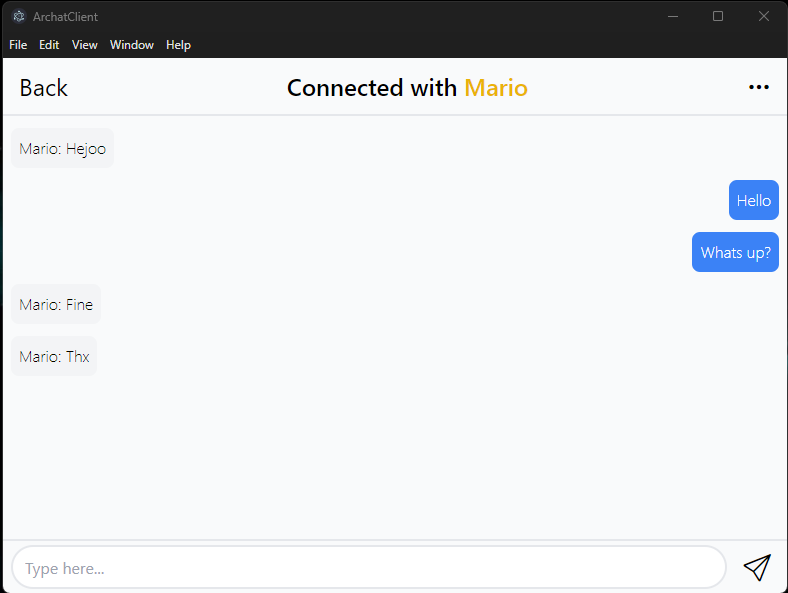 ArchatClient
File Edit View Window Help
Back Connected with Mario ...
Mario: Hejoo
Hello
Whats up?
Mario: Fine
Mario: Thx
Type here...